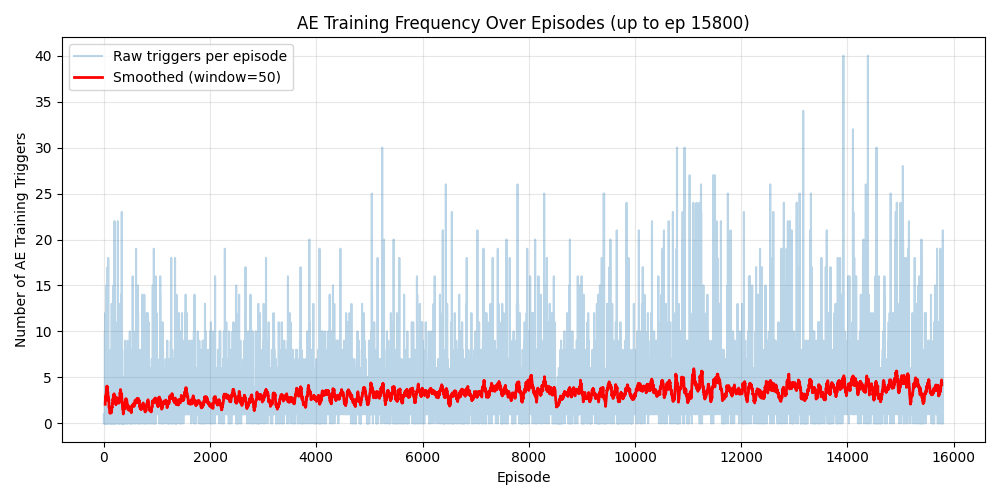 AE Training Frequency Over Episodes (up to ep 15800)
Raw triggers per episode
Smoothed (window=50)
Number of AE Training Triggers
40
35
30
25
20
15
10
5
0
0 2000 4000 6000 8000 10000 12000 14000 16000
Episode